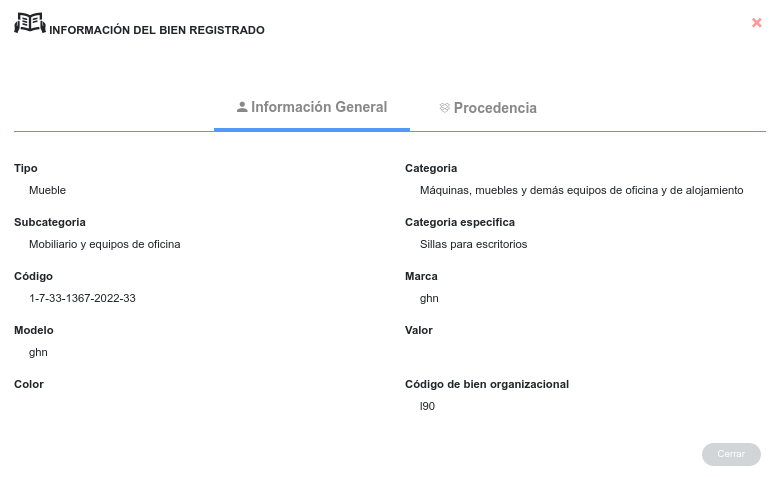 INFORMACIÓN DEL BIEN REGISTRADO
Información General
Procedencia
Tipo
Mueble
Categoria
Máquinas, muebles y demás equipos de oficina y de alojamiento
Subcategoria
Mobiliario y equipos de oficina
Categoria especifica
Sillas para escritorios
Código
1-7-33-1367-2022-33
Marca
ghn
Modelo
ghn
Valor
Color
Código de bien organizacional
l90
Cerrar